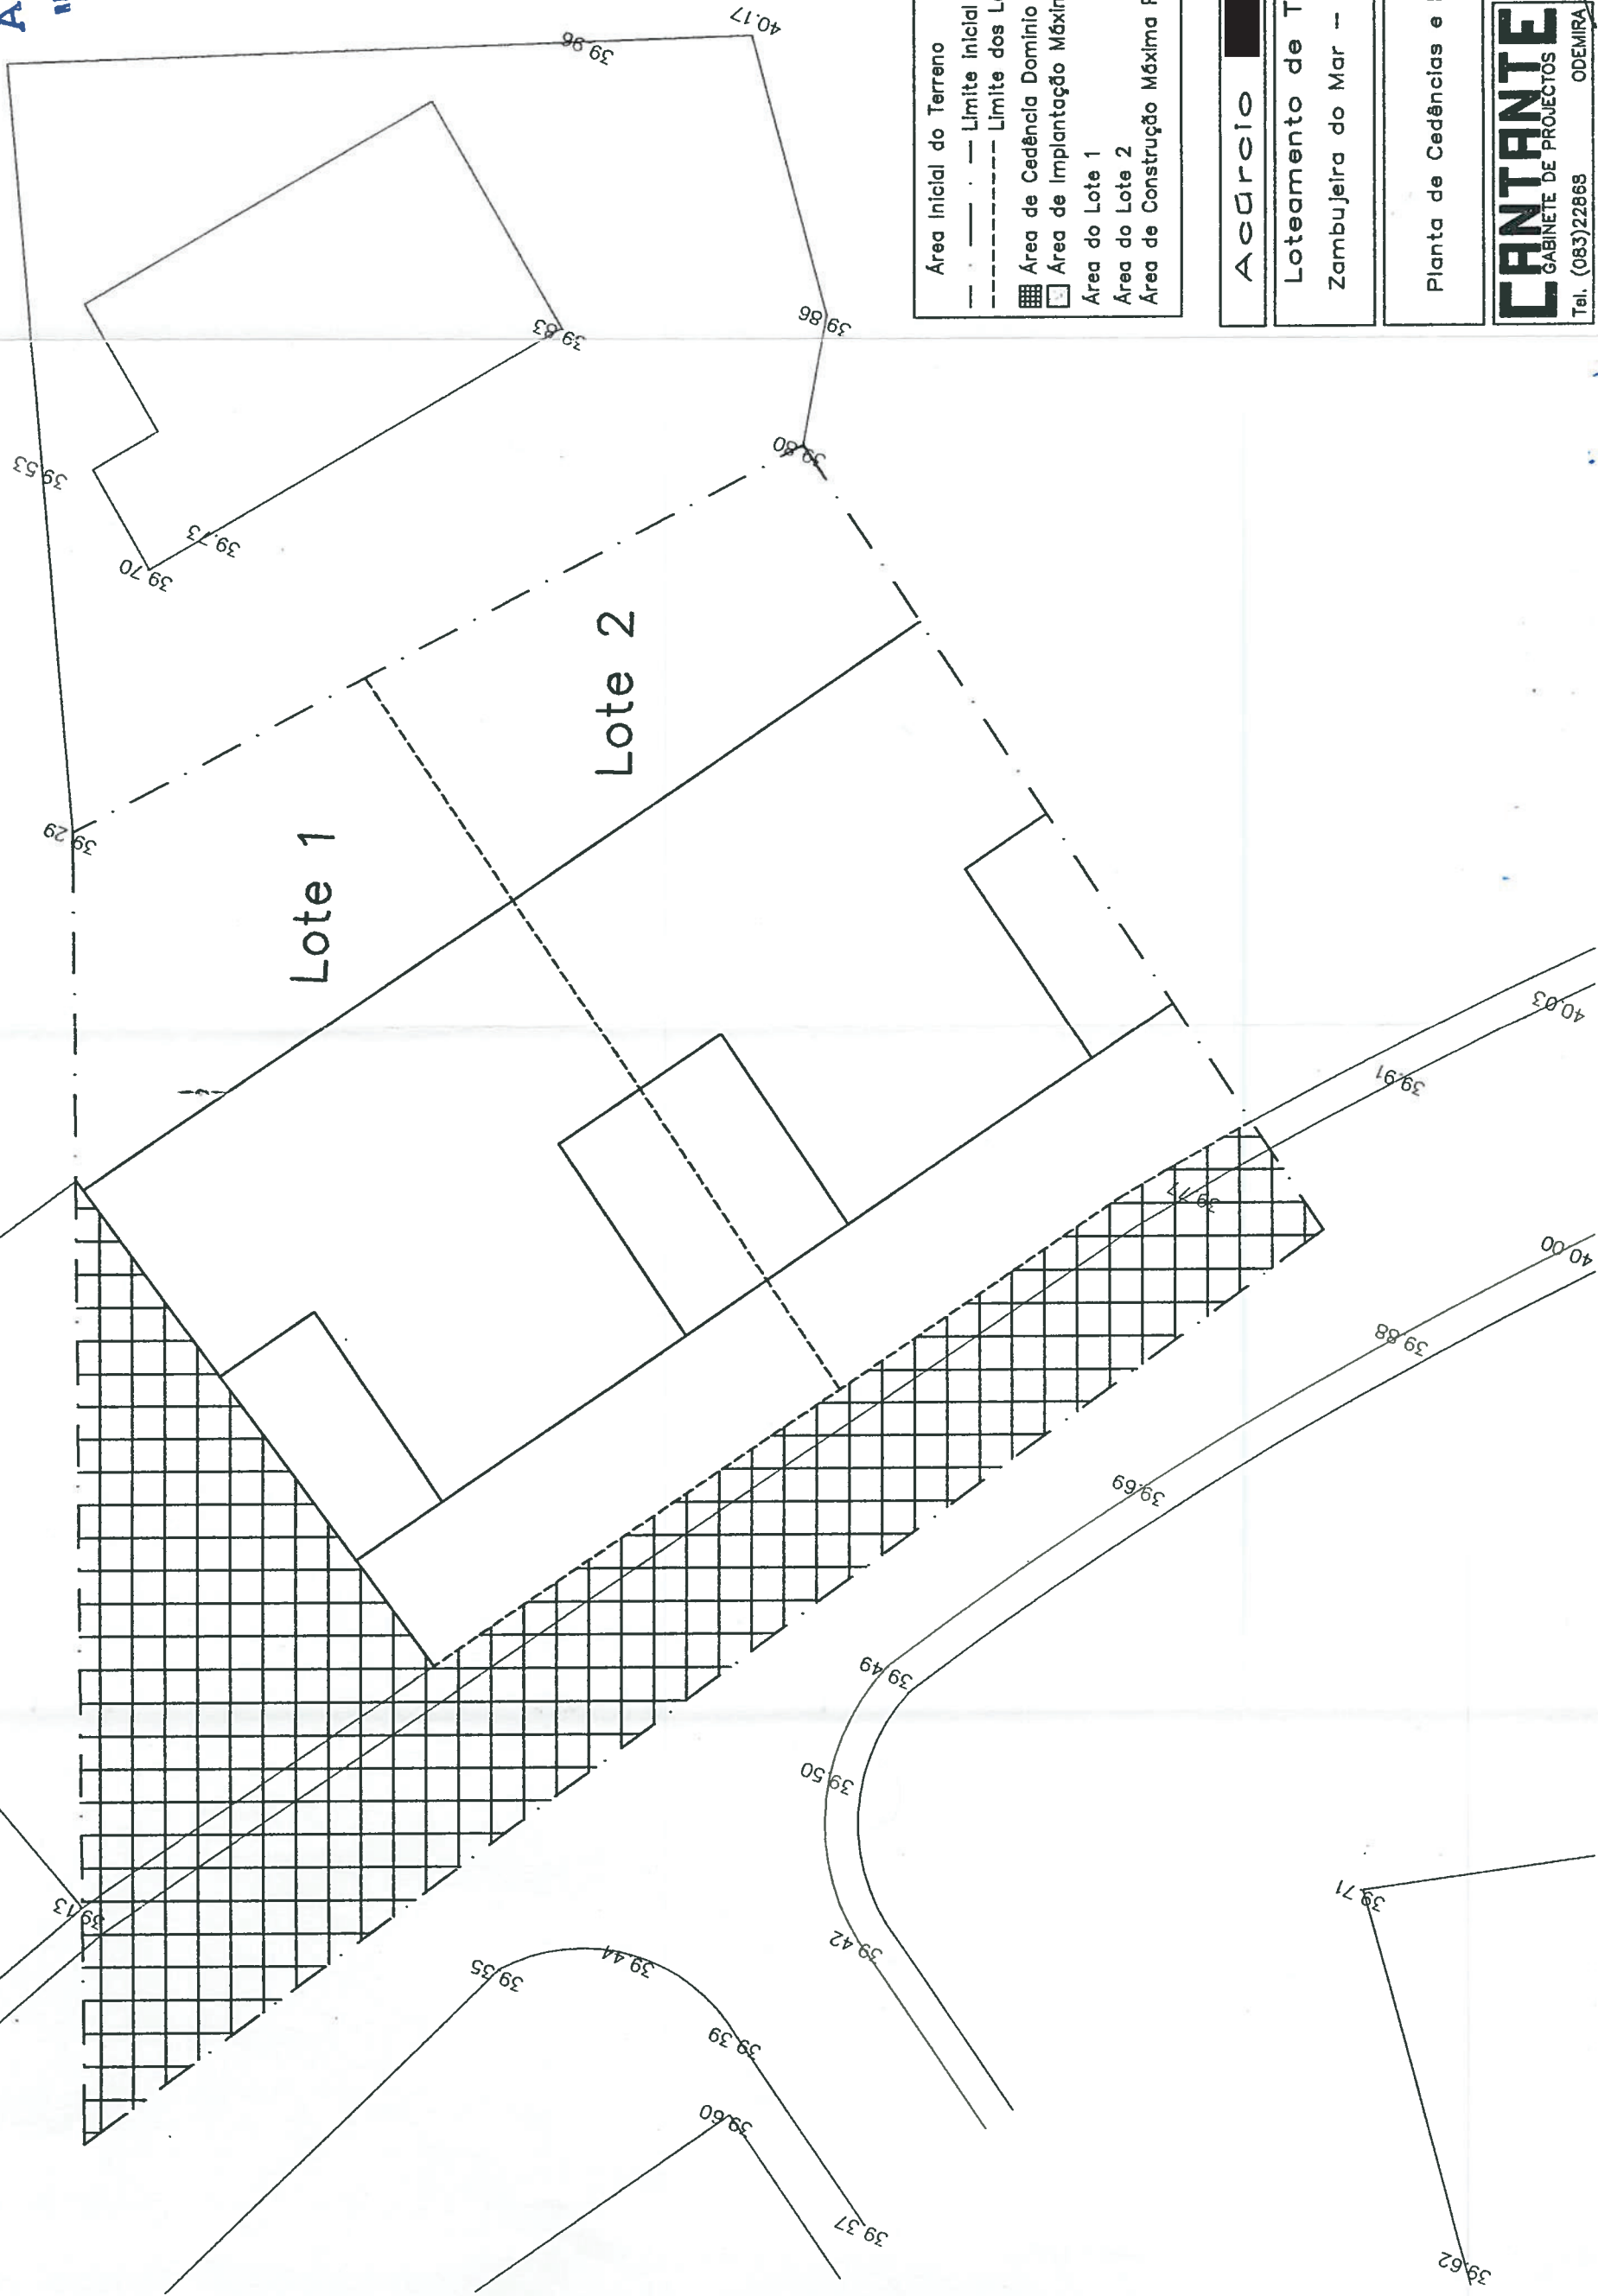 Área Inicial do Terreno
Limite Inicial
Limite dos
Área de Cedência Domínio
Área de Implantação
Área do Lote 1
Área do Lote 2
Área de Construção Máxima
Acúrcio
Loteamento de
Zambujeira do Mar --
Planta de Cedências e
CANTANTE
GABINETE DE PROJECTOS
Tel. (083)22868 ODEMIRA
Lote 1
Lote 2
40.17
39.96
39.53
39.83
39.86
39.80
39.73
39.70
39.29
40.03
39.91
39.77
40.00
39.88
39.69
39.49
39.50
39.42
39.71
39.13
39.35
39.44
39.39
39.60
39.37
39.62